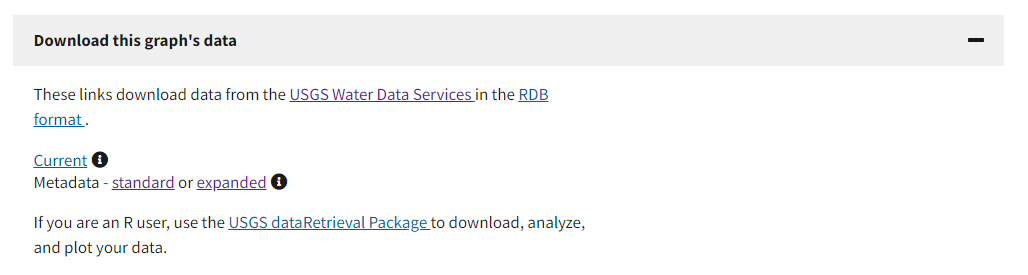 Download this graph's data
These links download data from the USGS Water Data Services in the RDB
format .
Current
Metadata - standard or expanded
If you are an R user, use the USGS dataRetrieval Package to download, analyze,
and plot your data.